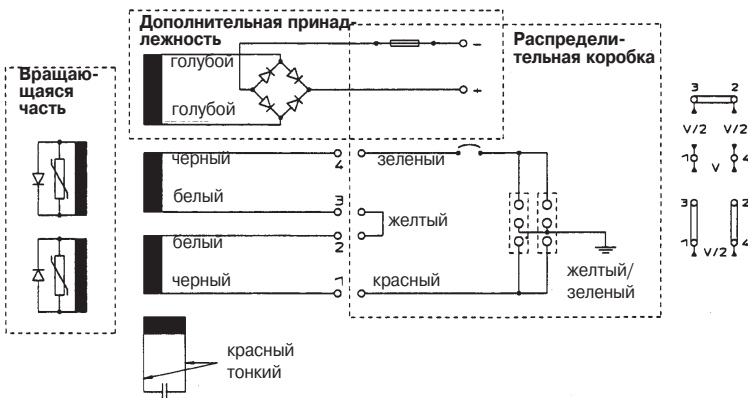 Дополнительная принад-
лежность
Распредели-
тельная коробка
Вращаю-
щаяся
часть
голубой
голубой
-
+
черный
4
зеленый
белый
3
желтый
белый
2
черный
1
красный
желтый/
зеленый
красный
тонкий
3 2
V/2 V/2
1 4
V
3 2
1 4
V/2